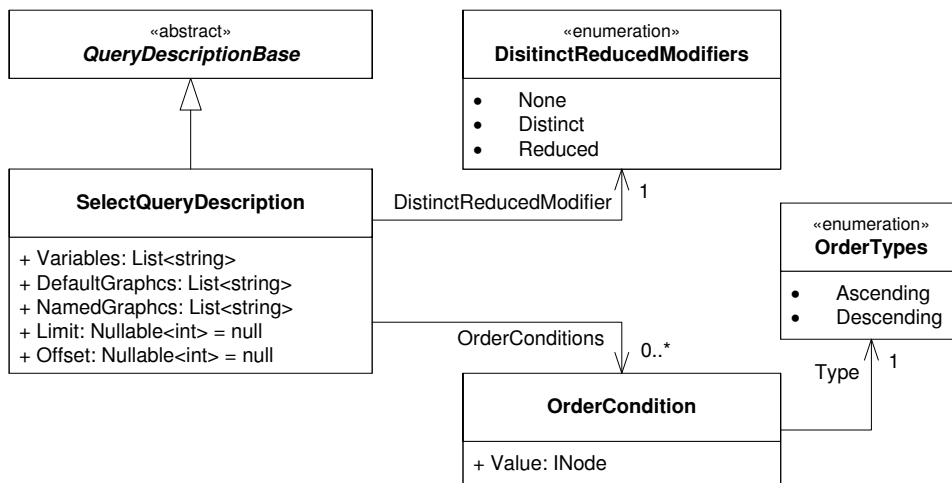 «abstract»
QueryDescriptionBase
«enumeration»
DisitinctReducedModifiers
• None
• Distinct
• Reduced
SelectQueryDescription
+ Variables: List<string>
+ DefaultGraphcs: List<string>
+ NamedGraphcs: List<string>
+ Limit: Nullable<int> = null
+ Offset: Nullable<int> = null
DistinctReducedModifier
1
«enumeration»
OrderTypes
• Ascending
• Descending
OrderConditions
0..*
Type
1
OrderCondition
+ Value: INode